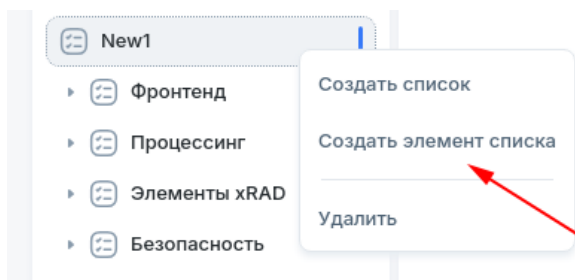 New1
Фронтенд
Процессинг
Элементы xRAD
Безопасность
Создать список
Создать элемент списка
Удалить